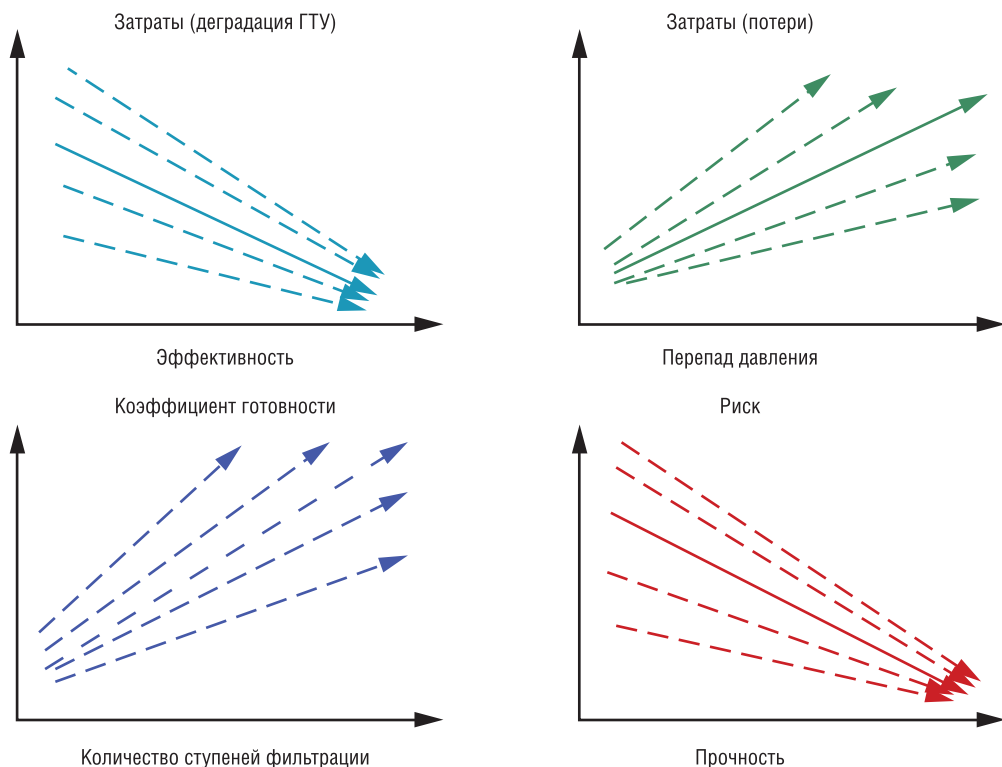 Затраты (деградация ГТУ)
Затраты (потери)
Эффективность
Перепад давления
Коэффициент готовности
Риск
Количество ступеней фильтрации
Прочность